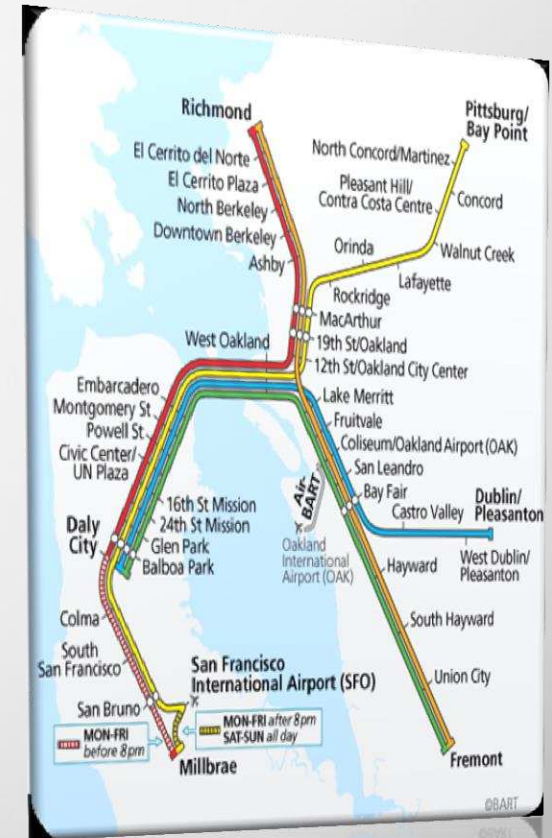 Richmond
Pittsburg/
Bay Point
El Cerrito del Norte
El Cerrito Plaza
North Berkeley
Downtown Berkeley
Ashby
North Concord/Martinez
Pleasant Hill/
Contra Costa Centre
Concord
Orinda
Walnut Creek
Lafayette
Rockridge
MacArthur
19th St/Oakland
12th St/Oakland City Center
West Oakland
Lake Merritt
Fruitvale
Coliseum/Oakland Airport (OAK)
San Leandro
Bay Fair
Embarcadero
Montgomery St
Powell St
Civic Center/
UN Plaza
16th St Mission
24th St Mission
Glen Park
Balboa Park
Daly
City
Air-
BART
Oakland
International
Airport (OAK)
Castro Valley
Dublin/
Pleasanton
West Dublin/
Pleasanton
Hayward
South Hayward
Union City
Fremont
Colma
South
San Francisco
San Bruno
San Francisco
International Airport (SFO)
MON-FRI
before 8pm
MON-FRI after 8pm
SAT-SUN all day
Millbrae
©BART